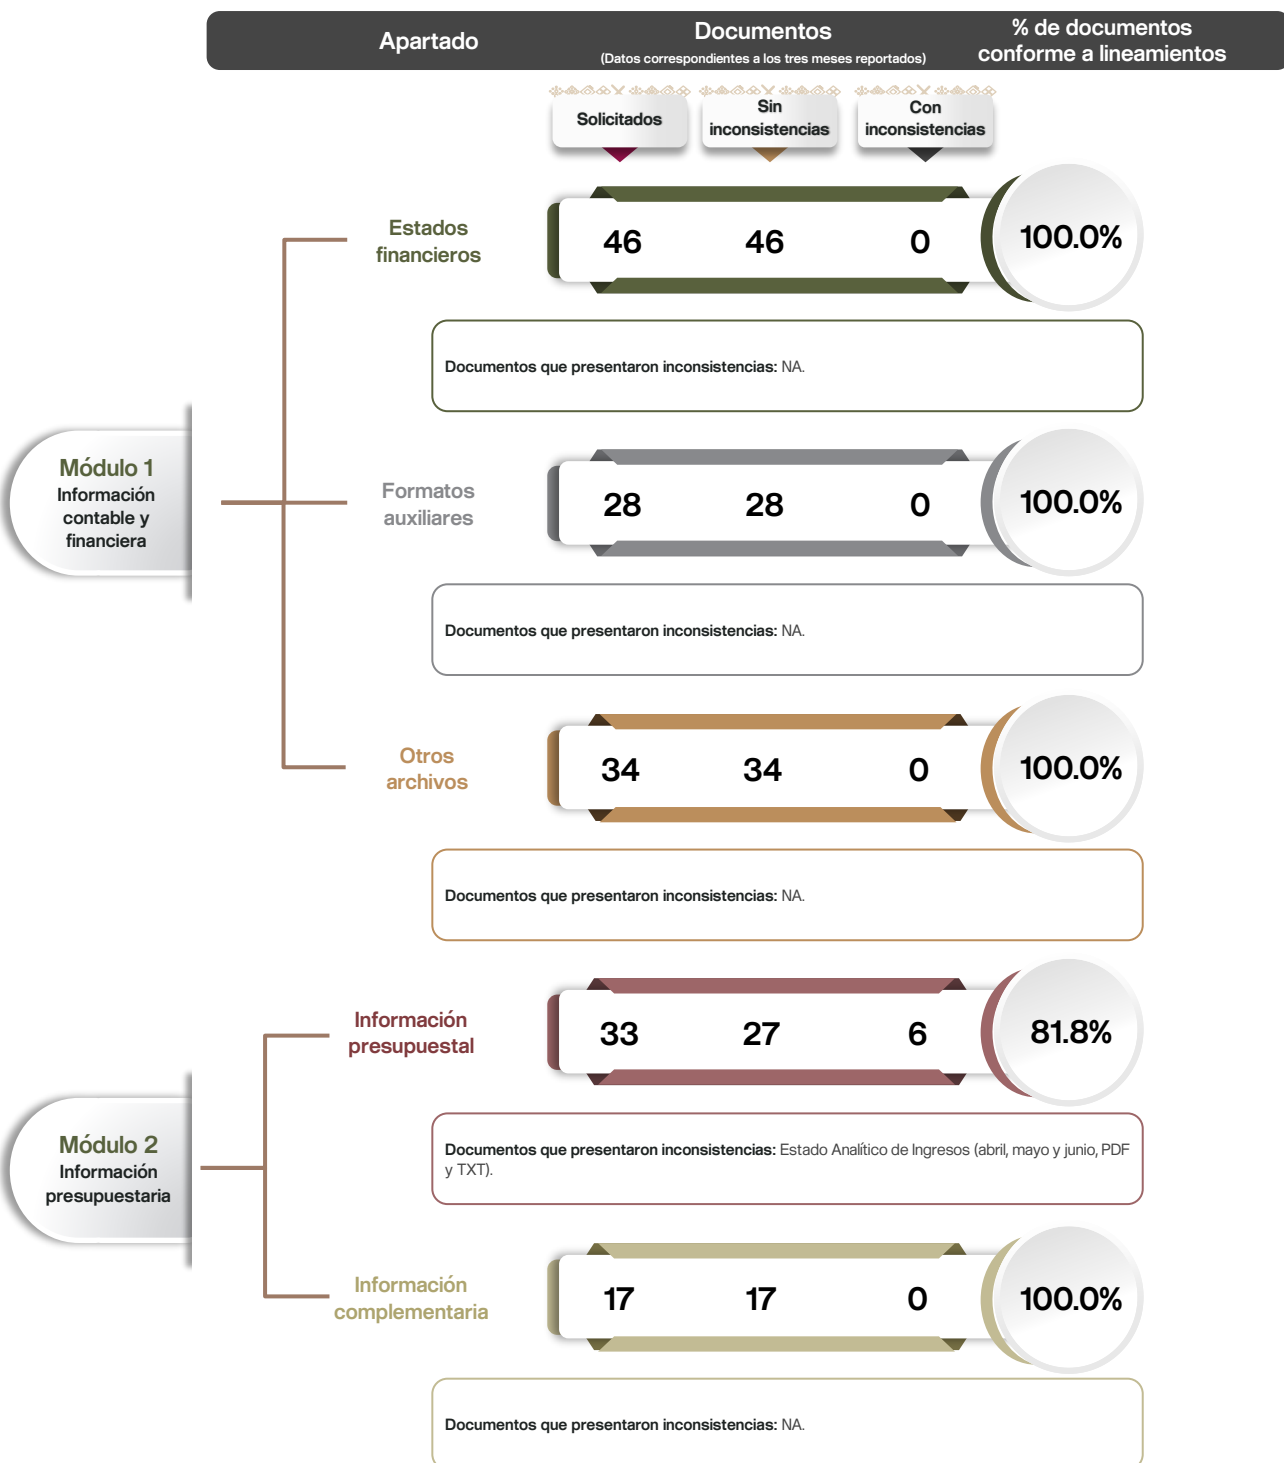 Apartado
Documentos
(Datos correspondientes a los tres meses reportados)
% de documentos
conforme a lineamientos
Solicitados
Sin
inconsistencias
Con
inconsistencias
Módulo 1
Información
contable y
financiera
Estados
financieros
46 46 0 100.0%
Documentos que presentaron inconsistencias: NA.
Formatos
auxiliares
28 28 0 100.0%
Documentos que presentaron inconsistencias: NA.
Otros
archivos
34 34 0 100.0%
Documentos que presentaron inconsistencias: NA.
Módulo 2
Información
presupuestaria
Información
presupuestal
33 27 6 81.8%
Documentos que presentaron inconsistencias: Estado Analítico de Ingresos (abril, mayo y junio, PDF
y TXT).
Información
complementaria
17 17 0 100.0%
Documentos que presentaron inconsistencias: NA.